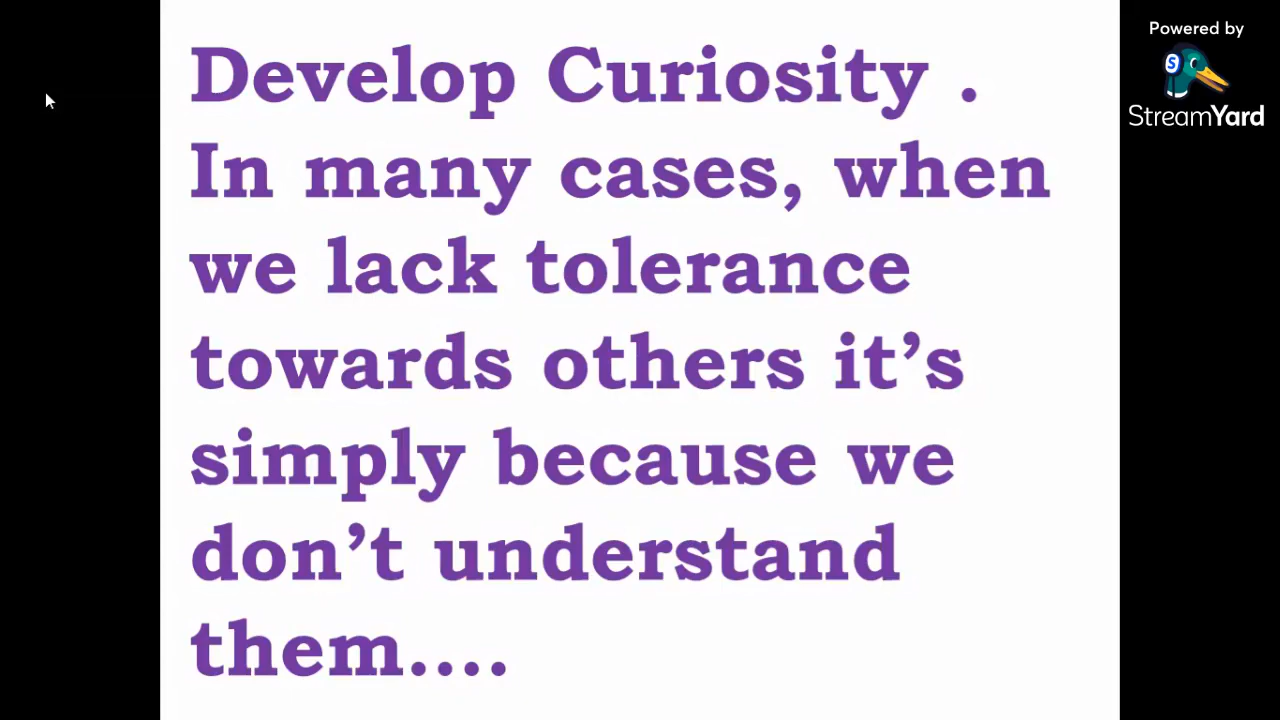 Develop Curiosity .
In many cases, when
we lack tolerance
towards others it’s
simply because we
don’t understand
them....
Powered by
S
StreamYard